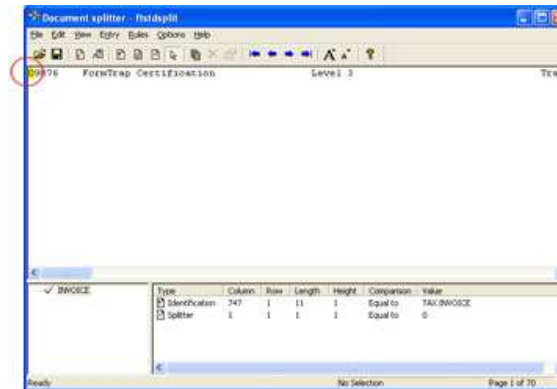 Document splitter - ftstdsplit
File Edit View Entry Rules Options Help
09876 FormTrap Certification Level 3 Tra
INVOICE
Type Column Row Length Height Comparison Value
Identification 747 1 11 1 Equal to TAX INVOICE
Splitter 1 1 1 1 Equal to 0
Ready No Selection Page 1 of 70